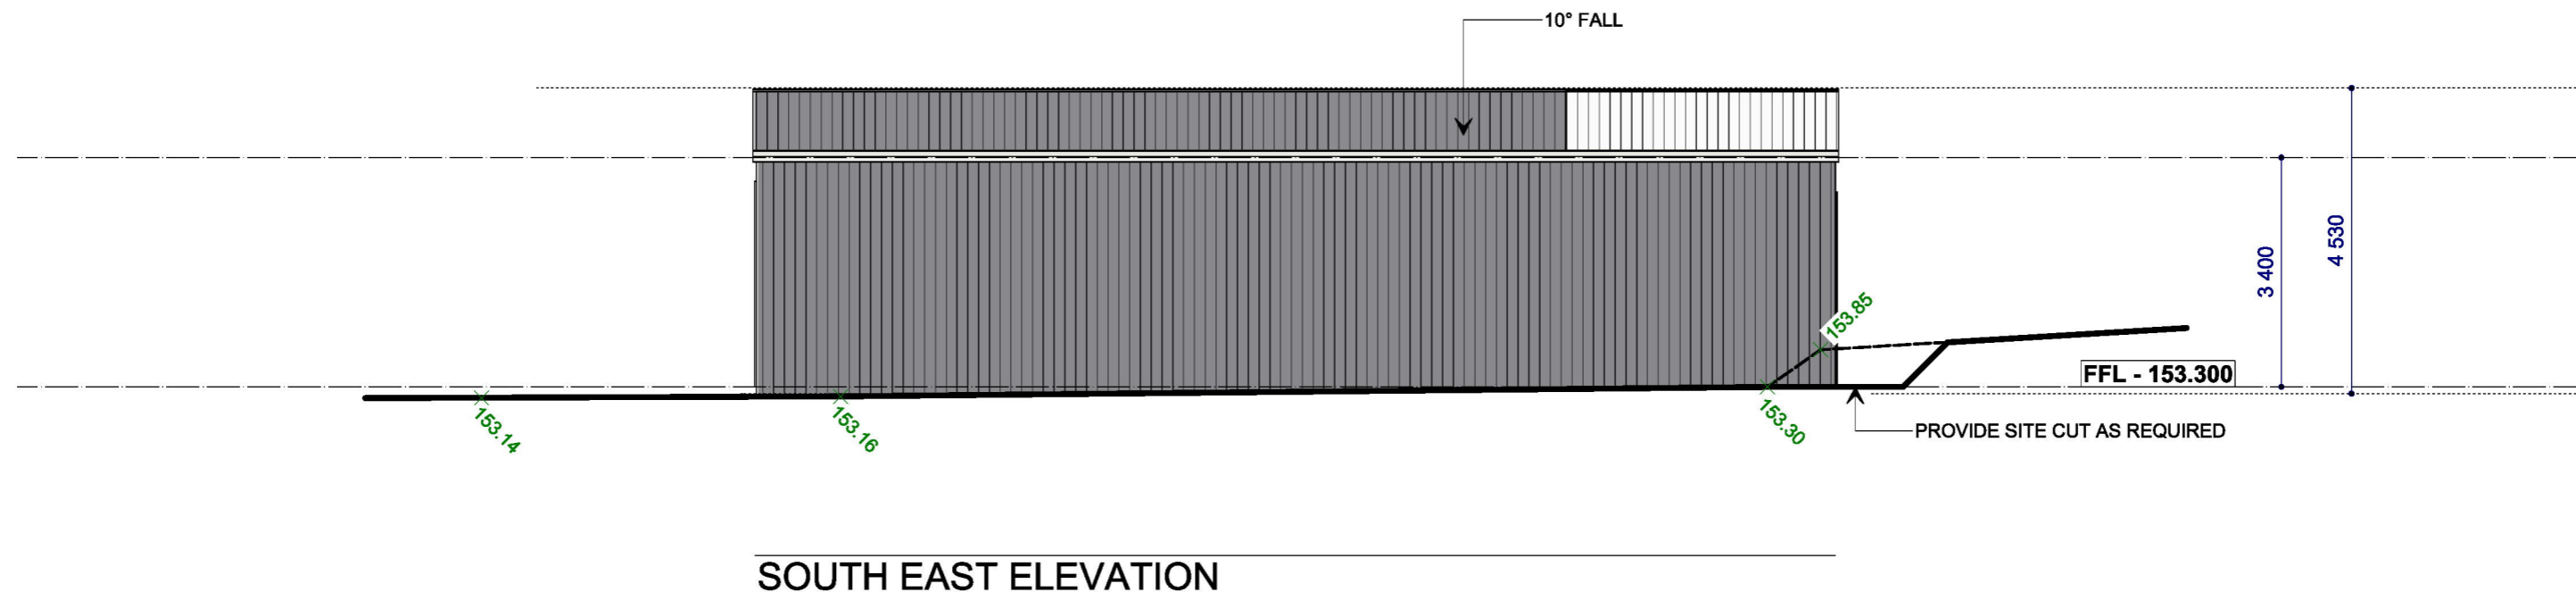 10° FALL
3 400
4 530
153.85
FFL - 153.300
153.14
153.16
153.30
PROVIDE SITE CUT AS REQUIRED
SOUTH EAST ELEVATION